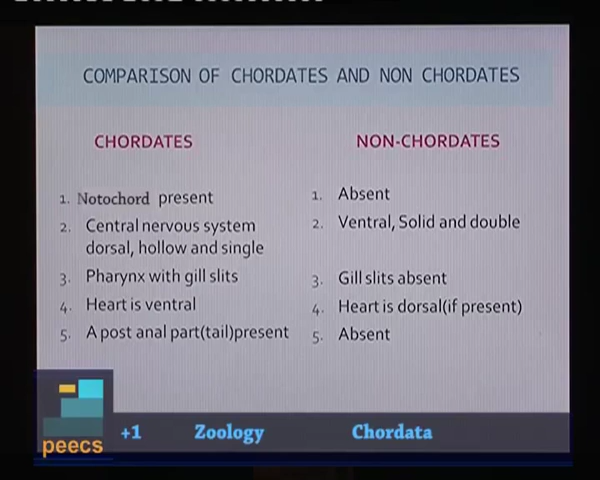 COMPARISON OF CHORDATES AND NON CHORDATES
CHORDATES
1. Notochord present
2. Central nervous system
dorsal, hollow and single
3. Pharynx with gill slits
4. Heart is ventral
5. A post anal part(tail)present
NON-CHORDATES
1. Absent
2. Ventral, Solid and double
3. Gill slits absent
4. Heart is dorsal(if present)
5. Absent
peecs
+1 Zoology Chordata